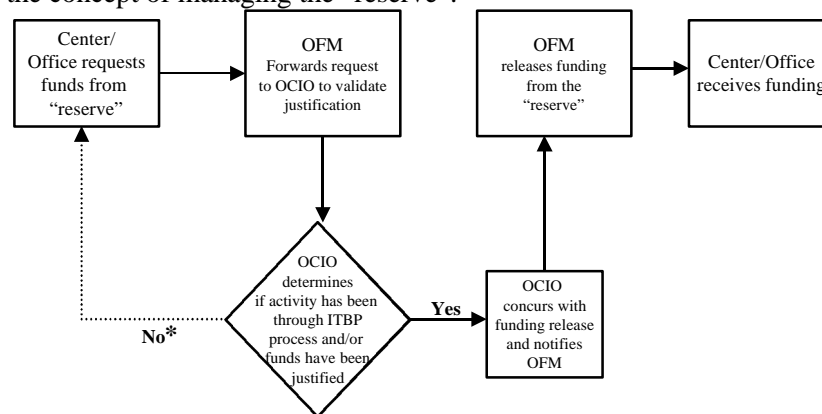 the concept of managing the "reserve".
Center/
Office requests
funds from
"reserve"
OFM
Forwards request
to OCIO to validate
justification
OFM
releases funding
from the
"reserve"
Center/Office
receives funding
OCIO
determines
if activity has been
through ITBP
process and/or
funds have been
justified
No*
Yes
OCIO
concurs with
funding release
and notifies
OFM